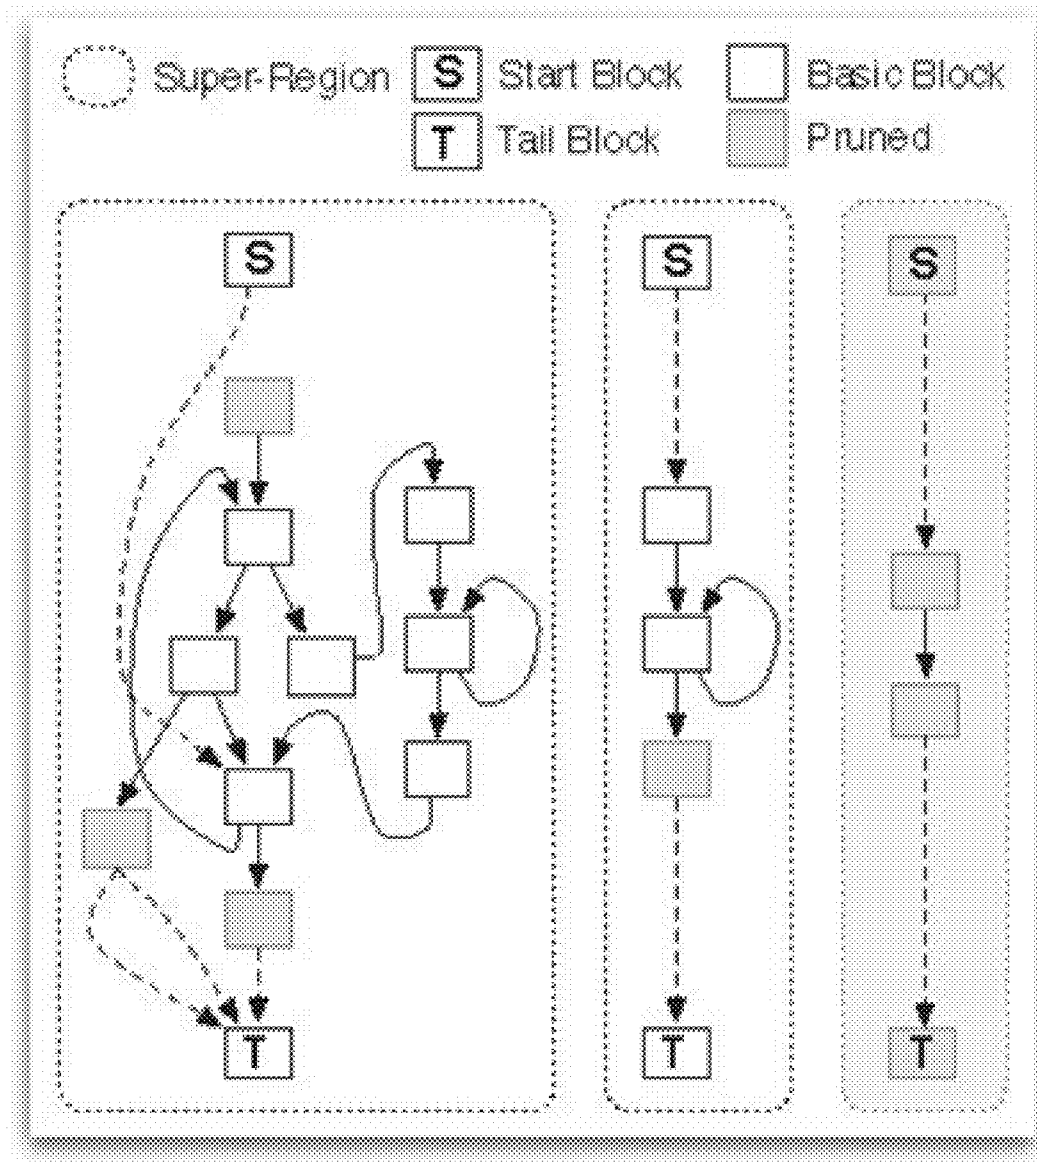 Super-Region
S Start Block
Basic Block
T Tail Block
Pruned
S
S
S
T
T
T